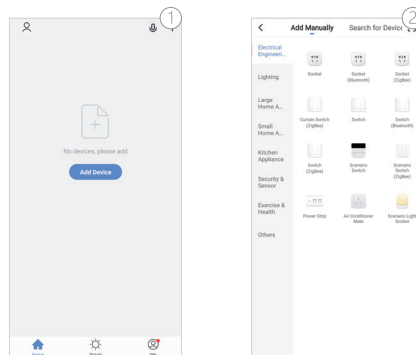 1
No devices, please add
Add Device
Home
Smart
Me
2
Add Manually
Search for Device
Electrical
Engineeri...
Lighting
Large
Home A...
Small
Home A...
Kitchen
Appliance
Security &
Sensor
Exercise &
Health
Others
Socket
Socket
(Bluetooth)
Socket
(ZigBee)
Curtain Switch
(ZigBee)
Switch
Switch
(Bluetooth)
Switch
(ZigBee)
Scenario
Switch
Scenario
Switch
(ZigBee)
Power Strip
Air Conditioner
Mate
Scenario Light
Socket